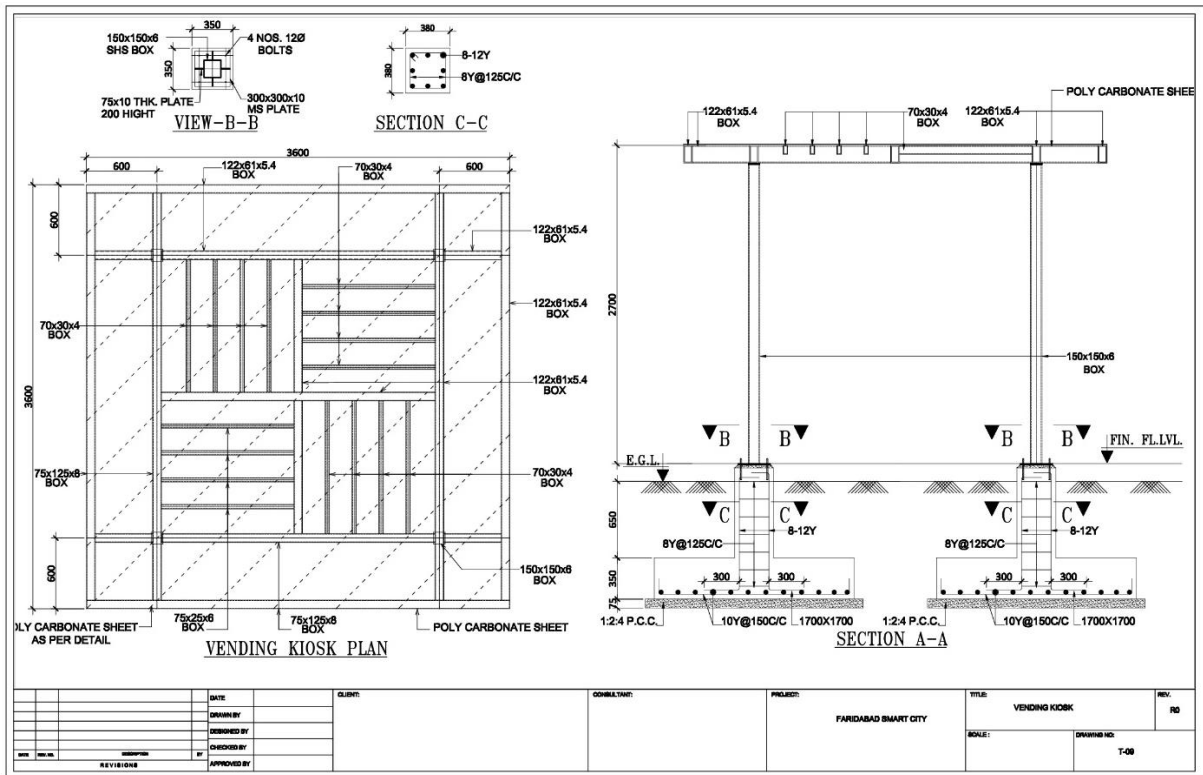 350
150x150x6
SHS BOX
4 NOS. 12Ø
BOLTS
350
75x10 THK. PLATE
200 HIGHT
300x300x10
MS PLATE
VIEW-B-B
380
380
8-12Y
8Y@125C/C
SECTION C-C
3600
600
600
122x61x5.4
BOX
70x30x4
BOX
600
122x61x5.4
BOX
122x61x5.4
BOX
70x30x4
BOX
3600
122x61x5.4
BOX
75x125x6
BOX
70x30x4
BOX
600
150x150x6
BOX
OLY CARBONATE SHEET
AS PER DETAIL
75x25x6
BOX
75x125x6
BOX
POLY CARBONATE SHEET
VENDING KIOSK PLAN
POLY CARBONATE SHEE
122x61x5.4
BOX
70x30x4
BOX
122x61x5.4
BOX
2700
150x150x6
BOX
B
B
B
B
FIN. FL.LVL.
E.G.L.
C
C
C
C
650
8-12Y
8-12Y
8Y@125C/C
8Y@125C/C
350
300
300
300
300
75
1:2:4 P.C.C.
10Y@150C/C
1700X1700
1:2:4 P.C.C.
10Y@150C/C
1700X1700
SECTION A-A
DATE
REV. NO.
DESCRIPTION
BY
REVISIONS
DATE
DRAWN BY
DESIGNED BY
CHECKED BY
APPROVED BY
CLIENT:
CONSULTANT:
PROJECT:
FARIDABAD SMART CITY
TITLE:
VENDING KIOSK
REV.
R0
SCALE :
DRAWING NO:
T-09